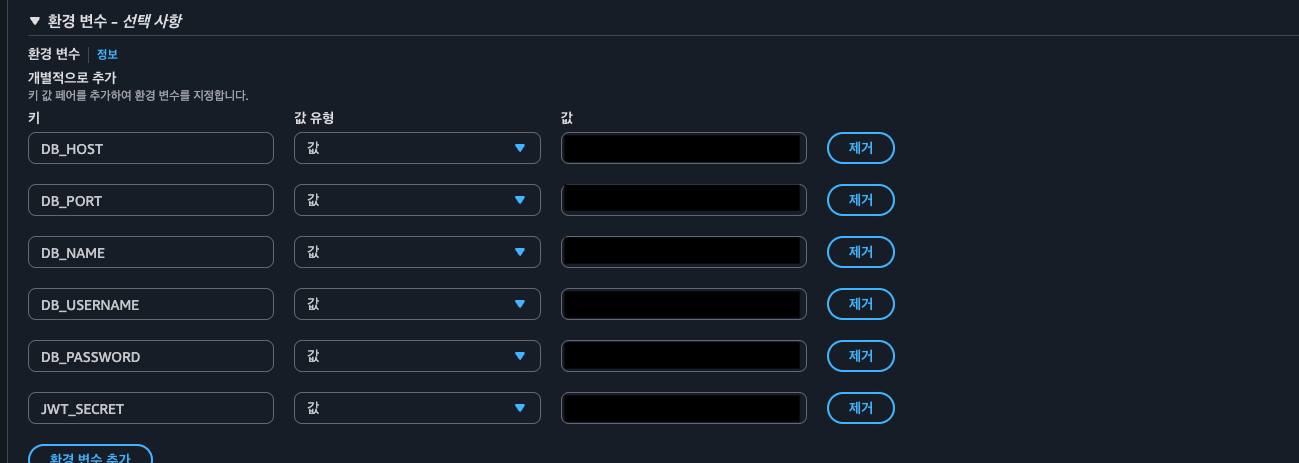 ▼ 환경 변수 - 선택 사항
환경 변수 | 정보
개별적으로 추가
키 값 페어를 추가하여 환경 변수를 지정합니다.
키 값 유형 값
DB_HOST 값 제거
DB_PORT 값 제거
DB_NAME 값 제거
DB_USERNAME 값 제거
DB_PASSWORD 값 제거
JWT_SECRET 값 제거
환경 변수 추가